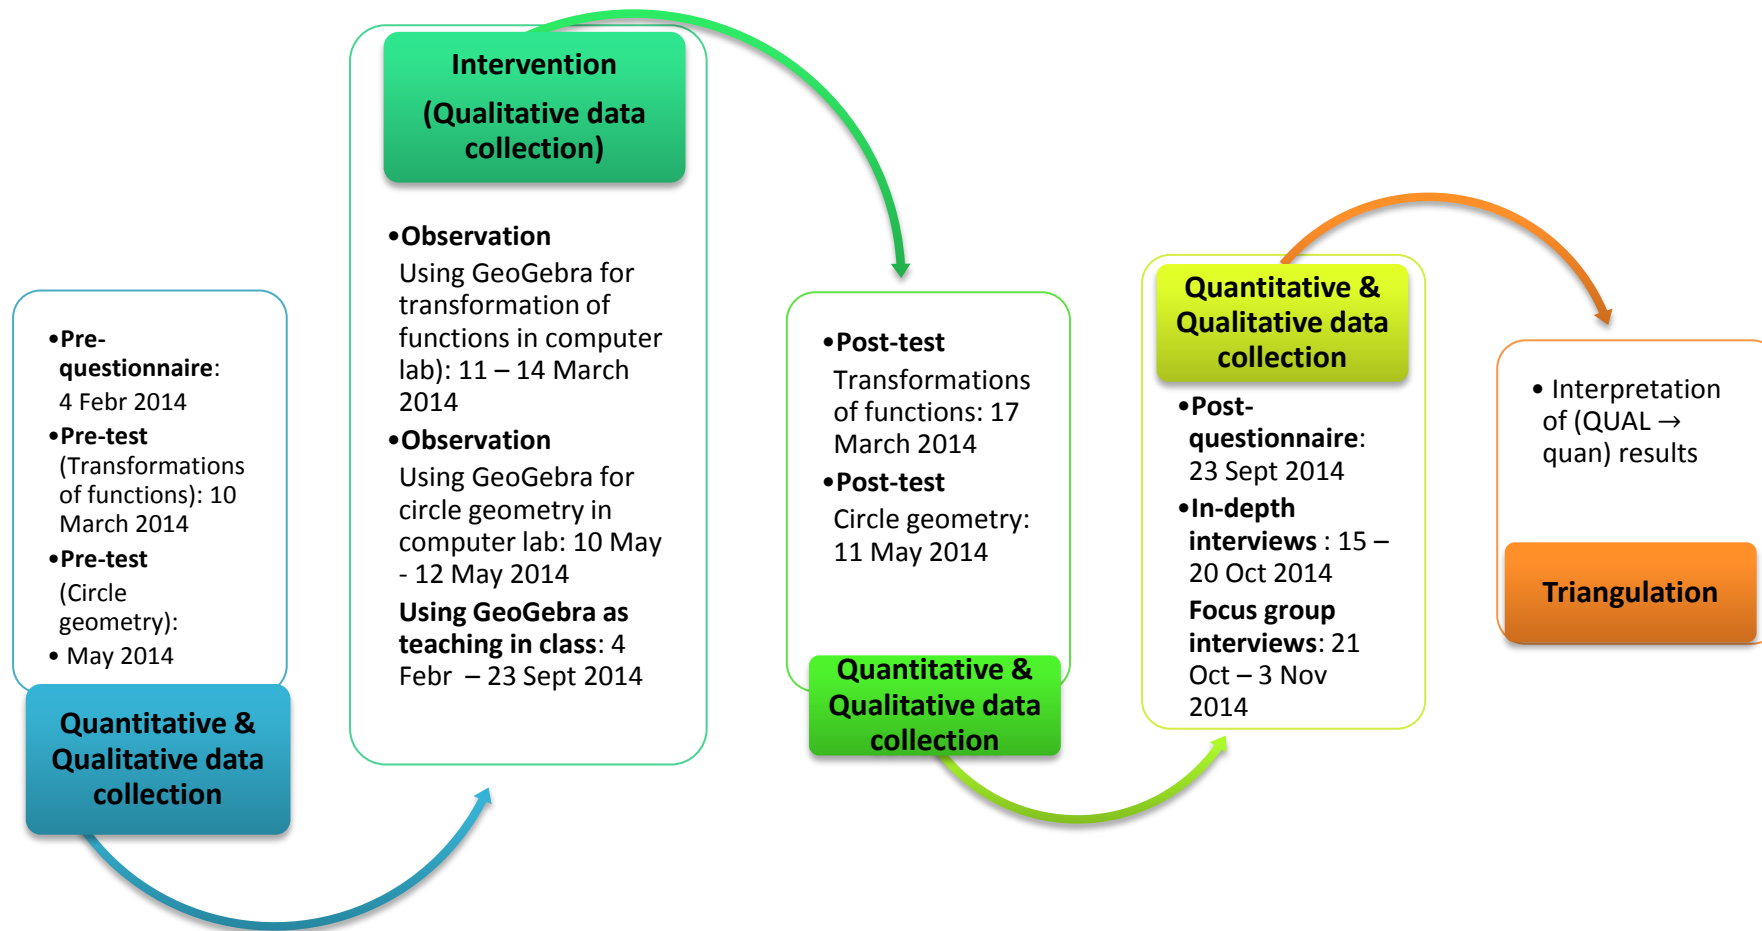 •Pre-
questionnaire:
4 Febr 2014
•Pre-test
(Transformations
of functions): 10
March 2014
•Pre-test
(Circle
geometry):
• May 2014
Quantitative &
Qualitative data
collection
Intervention
(Qualitative data
collection)
•Observation
Using GeoGebra for
transformation of
functions in computer
lab): 11 – 14 March
2014
•Observation
Using GeoGebra for
circle geometry in
computer lab: 10 May
- 12 May 2014
Using GeoGebra as
teaching in class: 4
Febr – 23 Sept 2014
•Post-test
Transformations
of functions: 17
March 2014
•Post-test
Circle geometry:
11 May 2014
Quantitative &
Qualitative data
collection
Quantitative &
Qualitative data
collection
•Post-
questionnaire:
23 Sept 2014
•In-depth
interviews : 15 –
20 Oct 2014
Focus group
interviews: 21
Oct – 3 Nov
2014
• Interpretation
of (QUAL →
quan) results
Triangulation